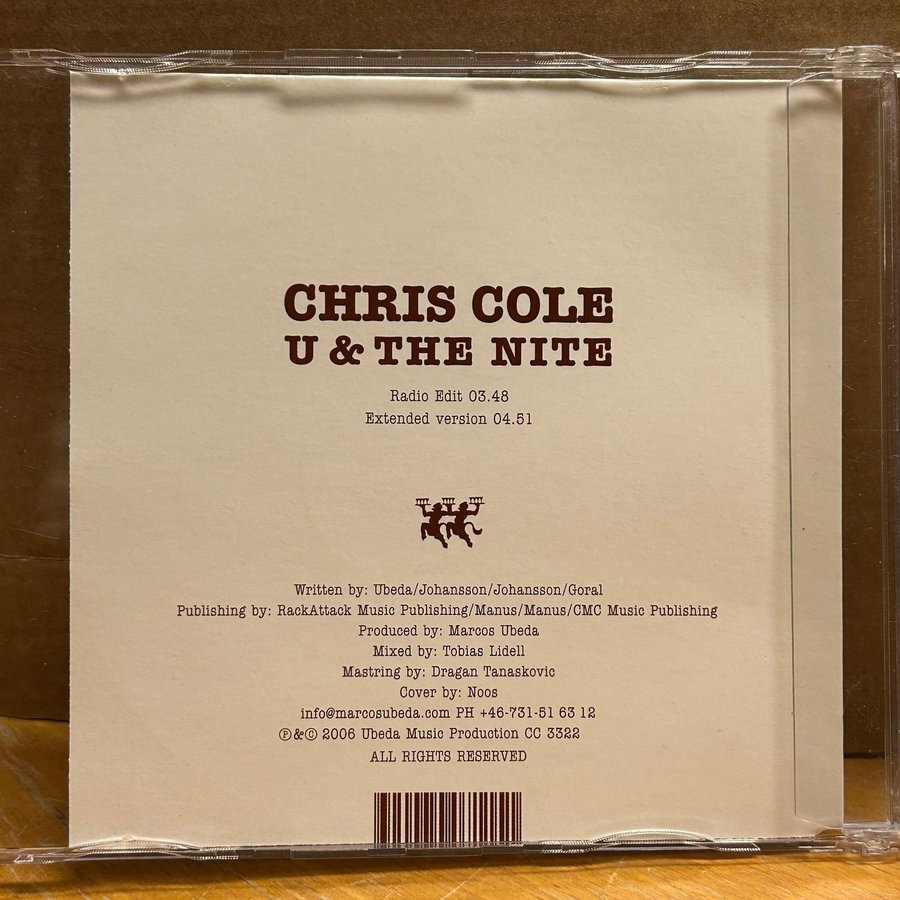 CHRIS COLE
U & THE NITE
Radio Edit 03.48
Extended version 04.51
Written by: Ubeda/Johansson/Johansson/Goral
Publishing by: RackAttack Music Publishing/Manus/Manus/CMC Music Publishing
Produced by: Marcos Ubeda
Mixed by: Tobias Lidell
Mastring by: Dragan Tanaskovic
Cover by: Noos
info@marcosubeda.com PH +46-731-51 63 12
℗&© 2006 Ubeda Music Production CC 3322
ALL RIGHTS RESERVED